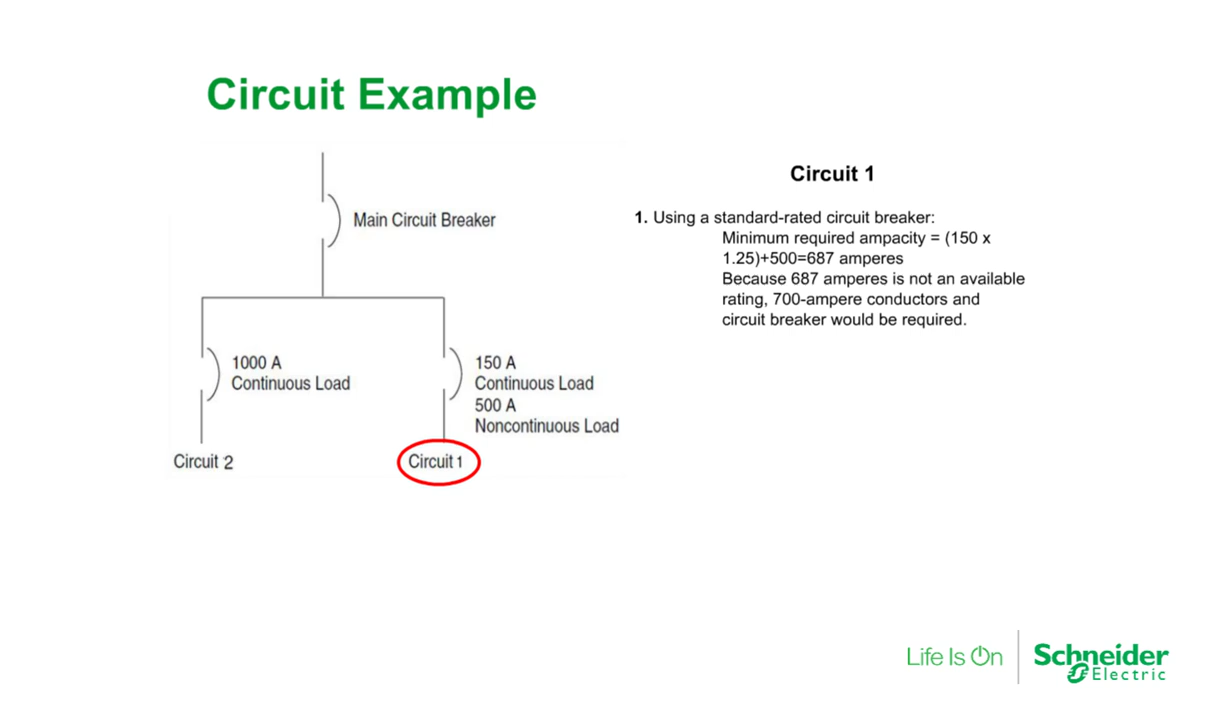 Circuit Example
Main Circuit Breaker
1000 A
Continuous Load
Circuit 2
150 A
Continuous Load
500 A
Noncontinuous Load
Circuit 1
Circuit 1
1. Using a standard-rated circuit breaker:
Minimum required ampacity = (150 x
1.25)+500=687 amperes
Because 687 amperes is not an available
rating, 700-ampere conductors and
circuit breaker would be required.
Life Is On
Schneider
Electric